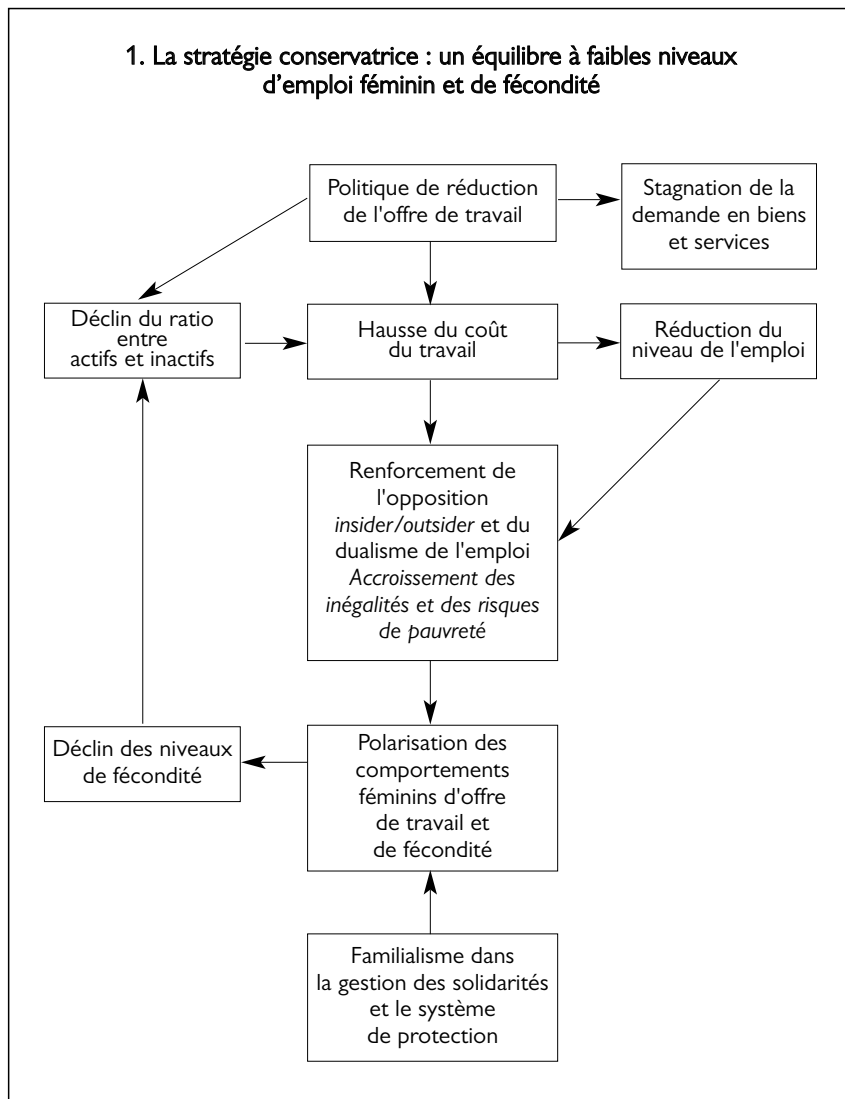 1. La stratégie conservatrice : un équilibre à faibles niveaux
d'emploi féminin et de fécondité
Politique de réduction
de l'offre de travail
Stagnation de la
demande en biens
et services
Déclin du ratio
entre
actifs et inactifs
Hausse du coût
du travail
Réduction du
niveau de l'emploi
Renforcement de
l'opposition
insider/outsider et du
dualisme de l'emploi
Accroissement des
inégalités et des risques
de pauvreté
Déclin des niveaux
de fécondité
Polarisation des
comportements
féminins d'offre
de travail et
de fécondité
Familialisme dans
la gestion des solidarités
et le système
de protection